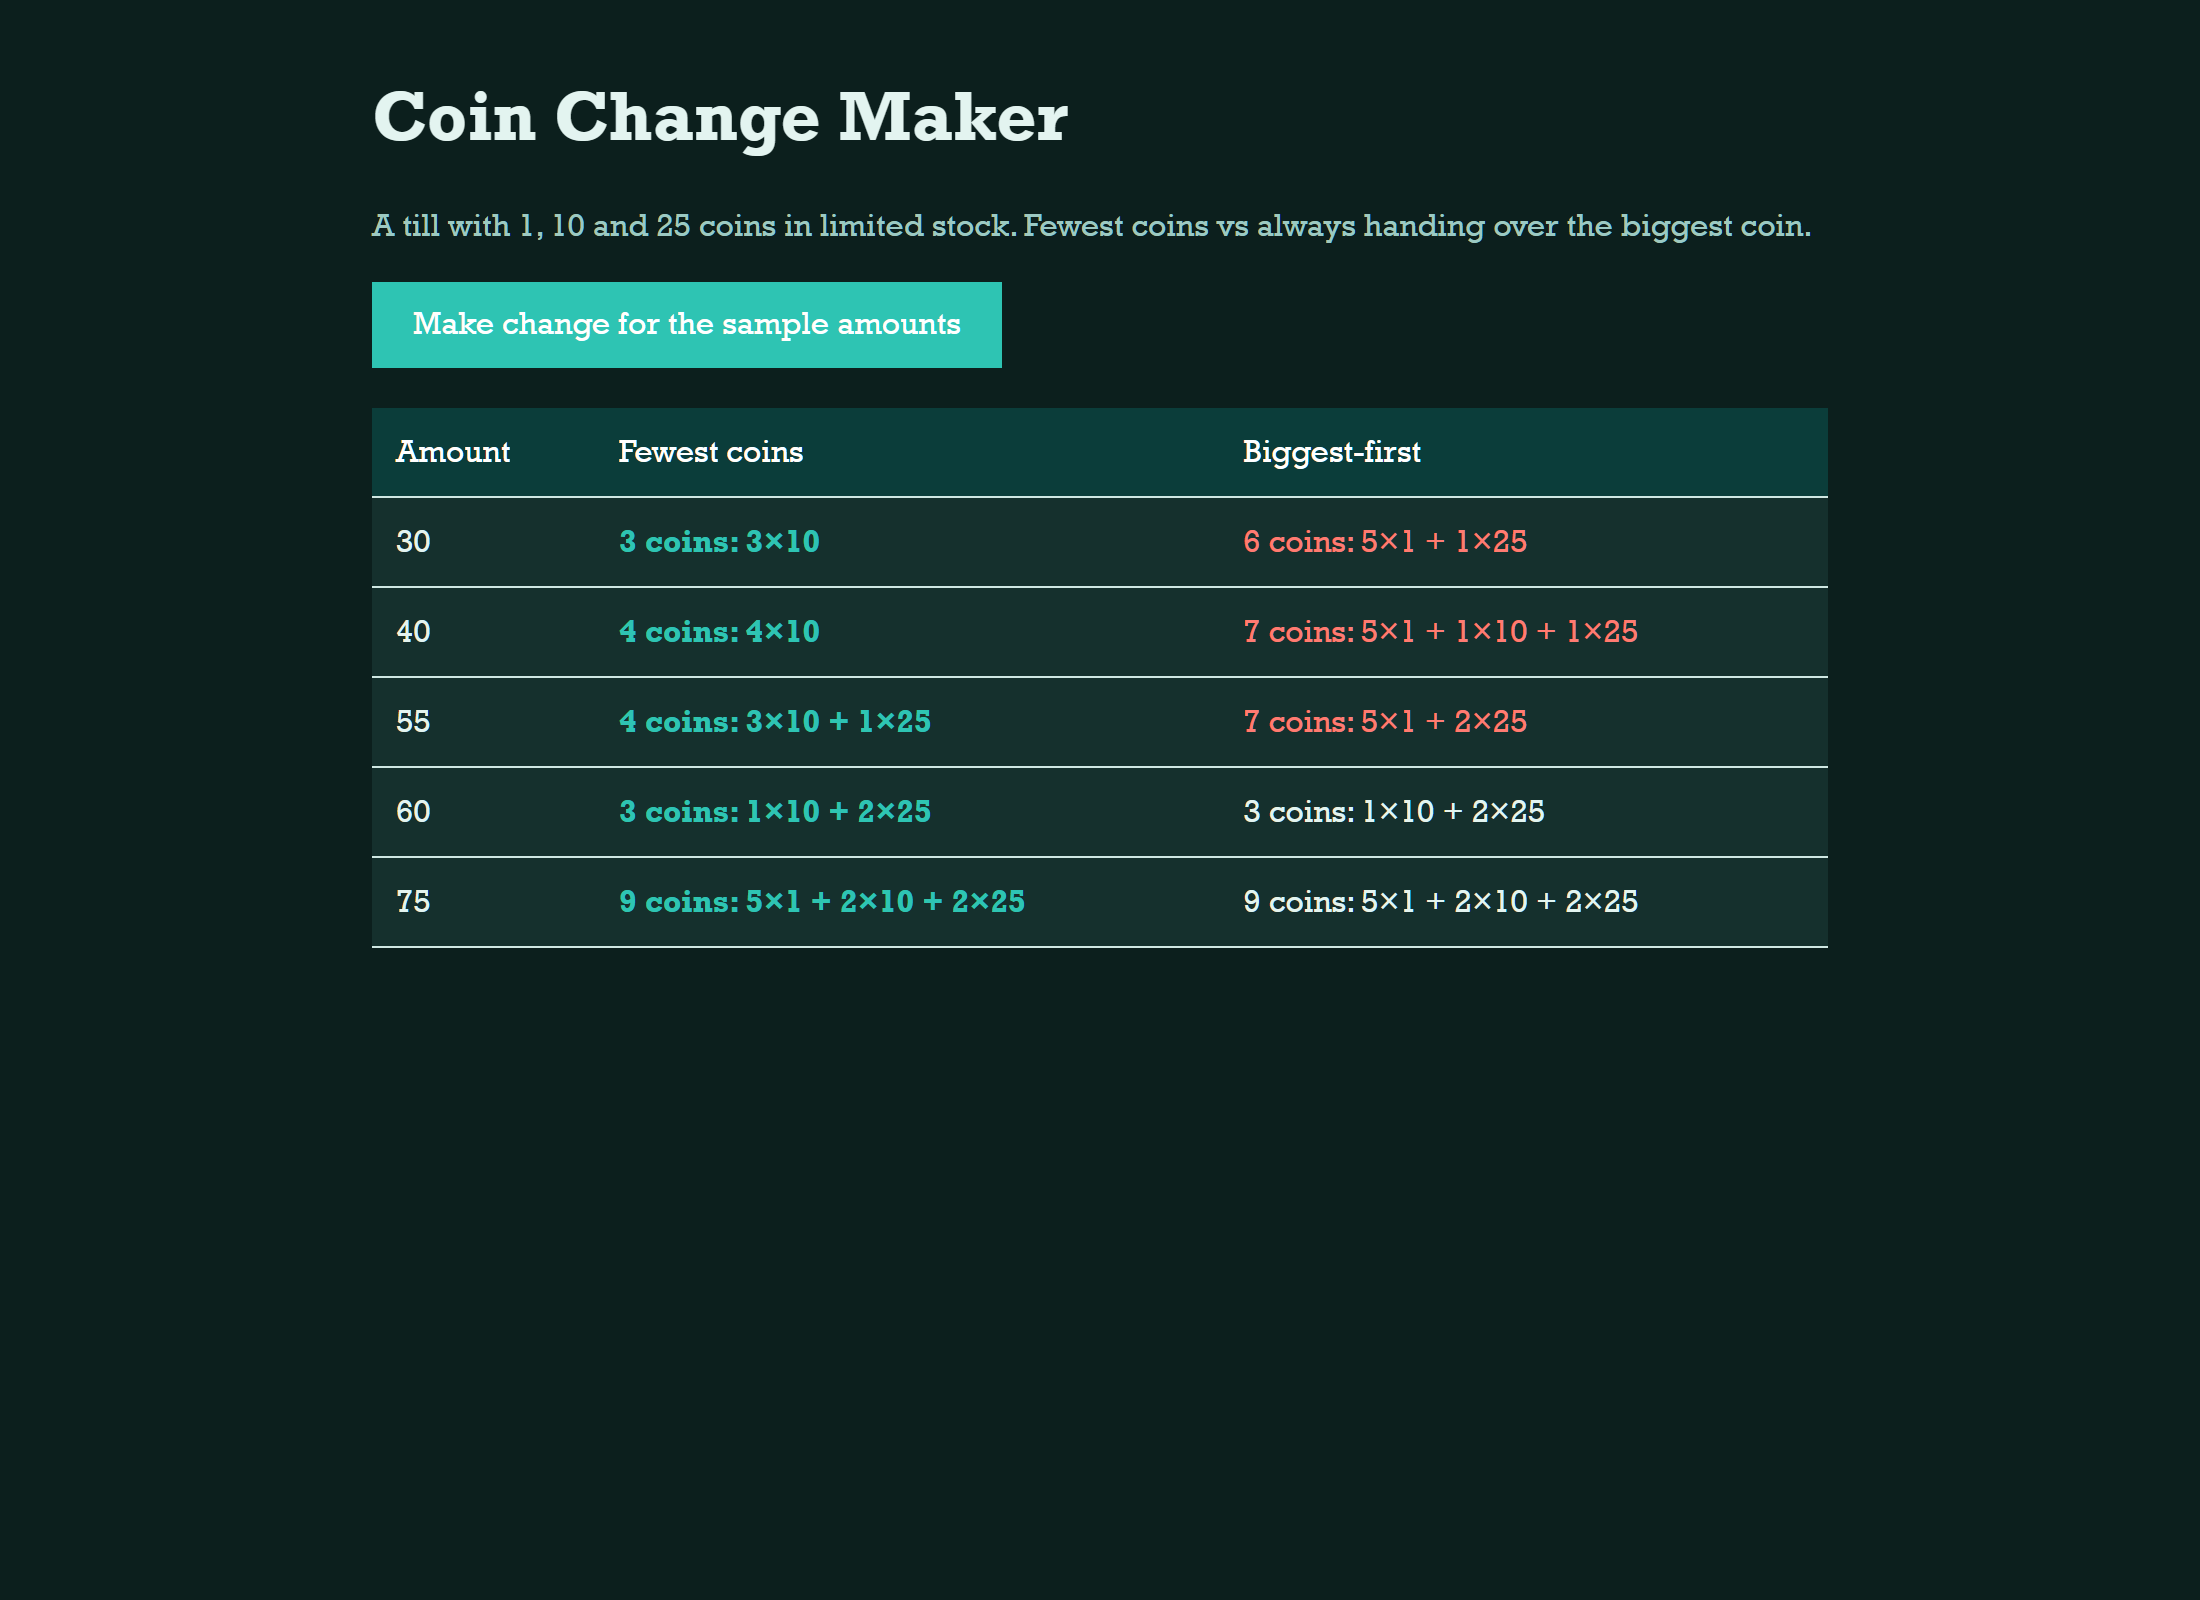 Coin Change Maker
A till with 1, 10 and 25 coins in limited stock. Fewest coins vs always handing over the biggest coin.
Make change for the sample amounts
Amount Fewest coins Biggest-first
30 3 coins: 3×10 6 coins: 5×1 + 1×25
40 4 coins: 4×10 7 coins: 5×1 + 1×10 + 1×25
55 4 coins: 3×10 + 1×25 7 coins: 5×1 + 2×25
60 3 coins: 1×10 + 2×25 3 coins: 1×10 + 2×25
75 9 coins: 5×1 + 2×10 + 2×25 9 coins: 5×1 + 2×10 + 2×25